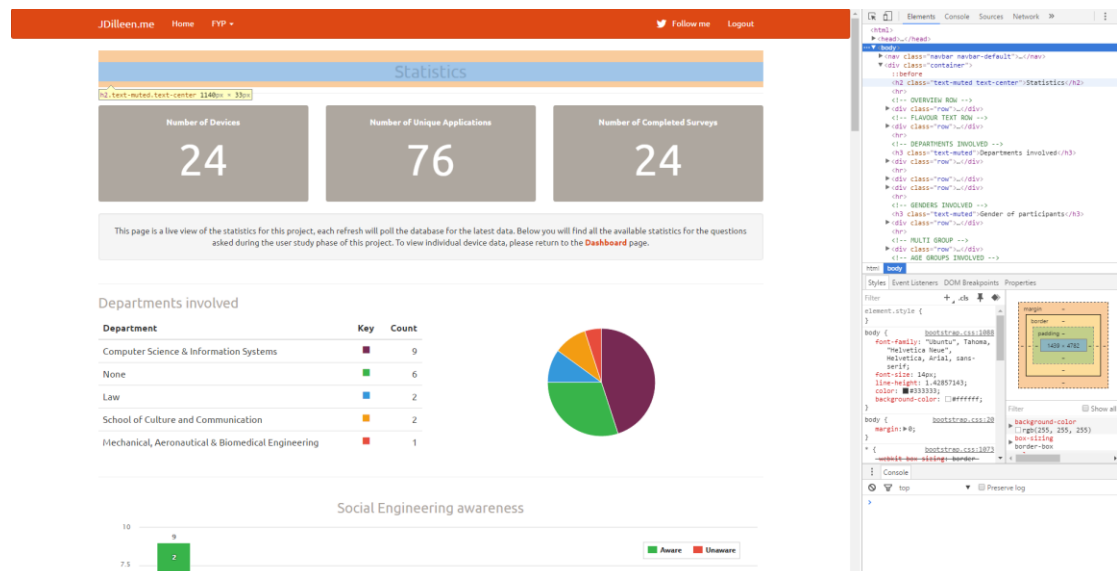 JDilleen.me Home FYP Follow me Logout
Statistics
h2.text-muted.text-center 1140px × 33px
Number of Devices Number of Unique Applications Number of Completed Surveys
24 76 24
This page is a live view of the statistics for this project, each refresh will poll the database for the latest data. Below you will find all the available statistics for the questions
asked during the user study phase of this project. To view individual device data, please return to the Dashboard page.
Departments involved
Department Key Count
Computer Science & Information Systems 9
None 6
Law 2
School of Culture and Communication 2
Mechanical, Aeronautical & Biomedical Engineering 1
Social Engineering awareness
10
9
2
7.5
Aware Unaware
Elements Console Sources Network »
<html>
<head>…</head>
<body>
<nav class="navbar navbar-default">…</nav>
<div class="container">
::before
<h2 class="text-muted text-center">Statistics</h2>
<hr>
<!-- OVERVIEW ROW -->
<div class="row">…</div>
<!-- FLAVOUR TEXT ROW -->
<div class="row">…</div>
<hr>
<!-- DEPARTMENTS INVOLVED -->
<h3 class="text-muted">Departments involved</h3>
<div class="row">…</div>
<hr>
<div class="row">…</div>
<div class="row">…</div>
<hr>
<!-- GENDERS INVOLVED -->
<h3 class="text-muted">Gender of participants</h3>
<div class="row">…</div>
<hr>
<!-- MULTI GROUP -->
<div class="row">…</div>
<!-- AGE GROUPS INVOLVED -->
html body
Styles Event Listeners DOM Breakpoints Properties
Filter + .cls
element.style {
}
body { bootstrap.css:1088
font-family: "Ubuntu", Tahoma,
"Helvetica Neue",
Helvetica, Arial, sans-
serif;
font-size: 14px;
line-height: 1.42857143;
color: #333333;
background-color: #ffffff;
}
body { bootstrap.css:20
margin: 0;
}
* { bootstrap.css:1073
-webkit-box-sizing: border-
margin –
border –
padding –
1439 × 4762
Filter Show all
background-color
rgb(255, 255, 255)
box-sizing
border-box
Console
top Preserve log